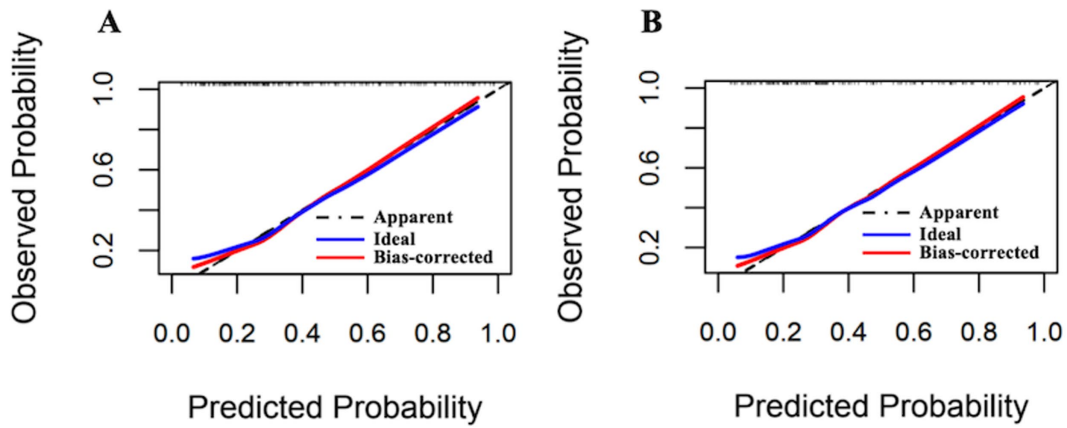 A
Observed Probability
1.0
0.6
0.2
Apparent
Ideal
Bias-corrected
0.0 0.2 0.4 0.6 0.8 1.0
Predicted Probability
B
Observed Probability
1.0
0.6
0.2
Apparent
Ideal
Bias-corrected
0.0 0.2 0.4 0.6 0.8 1.0
Predicted Probability